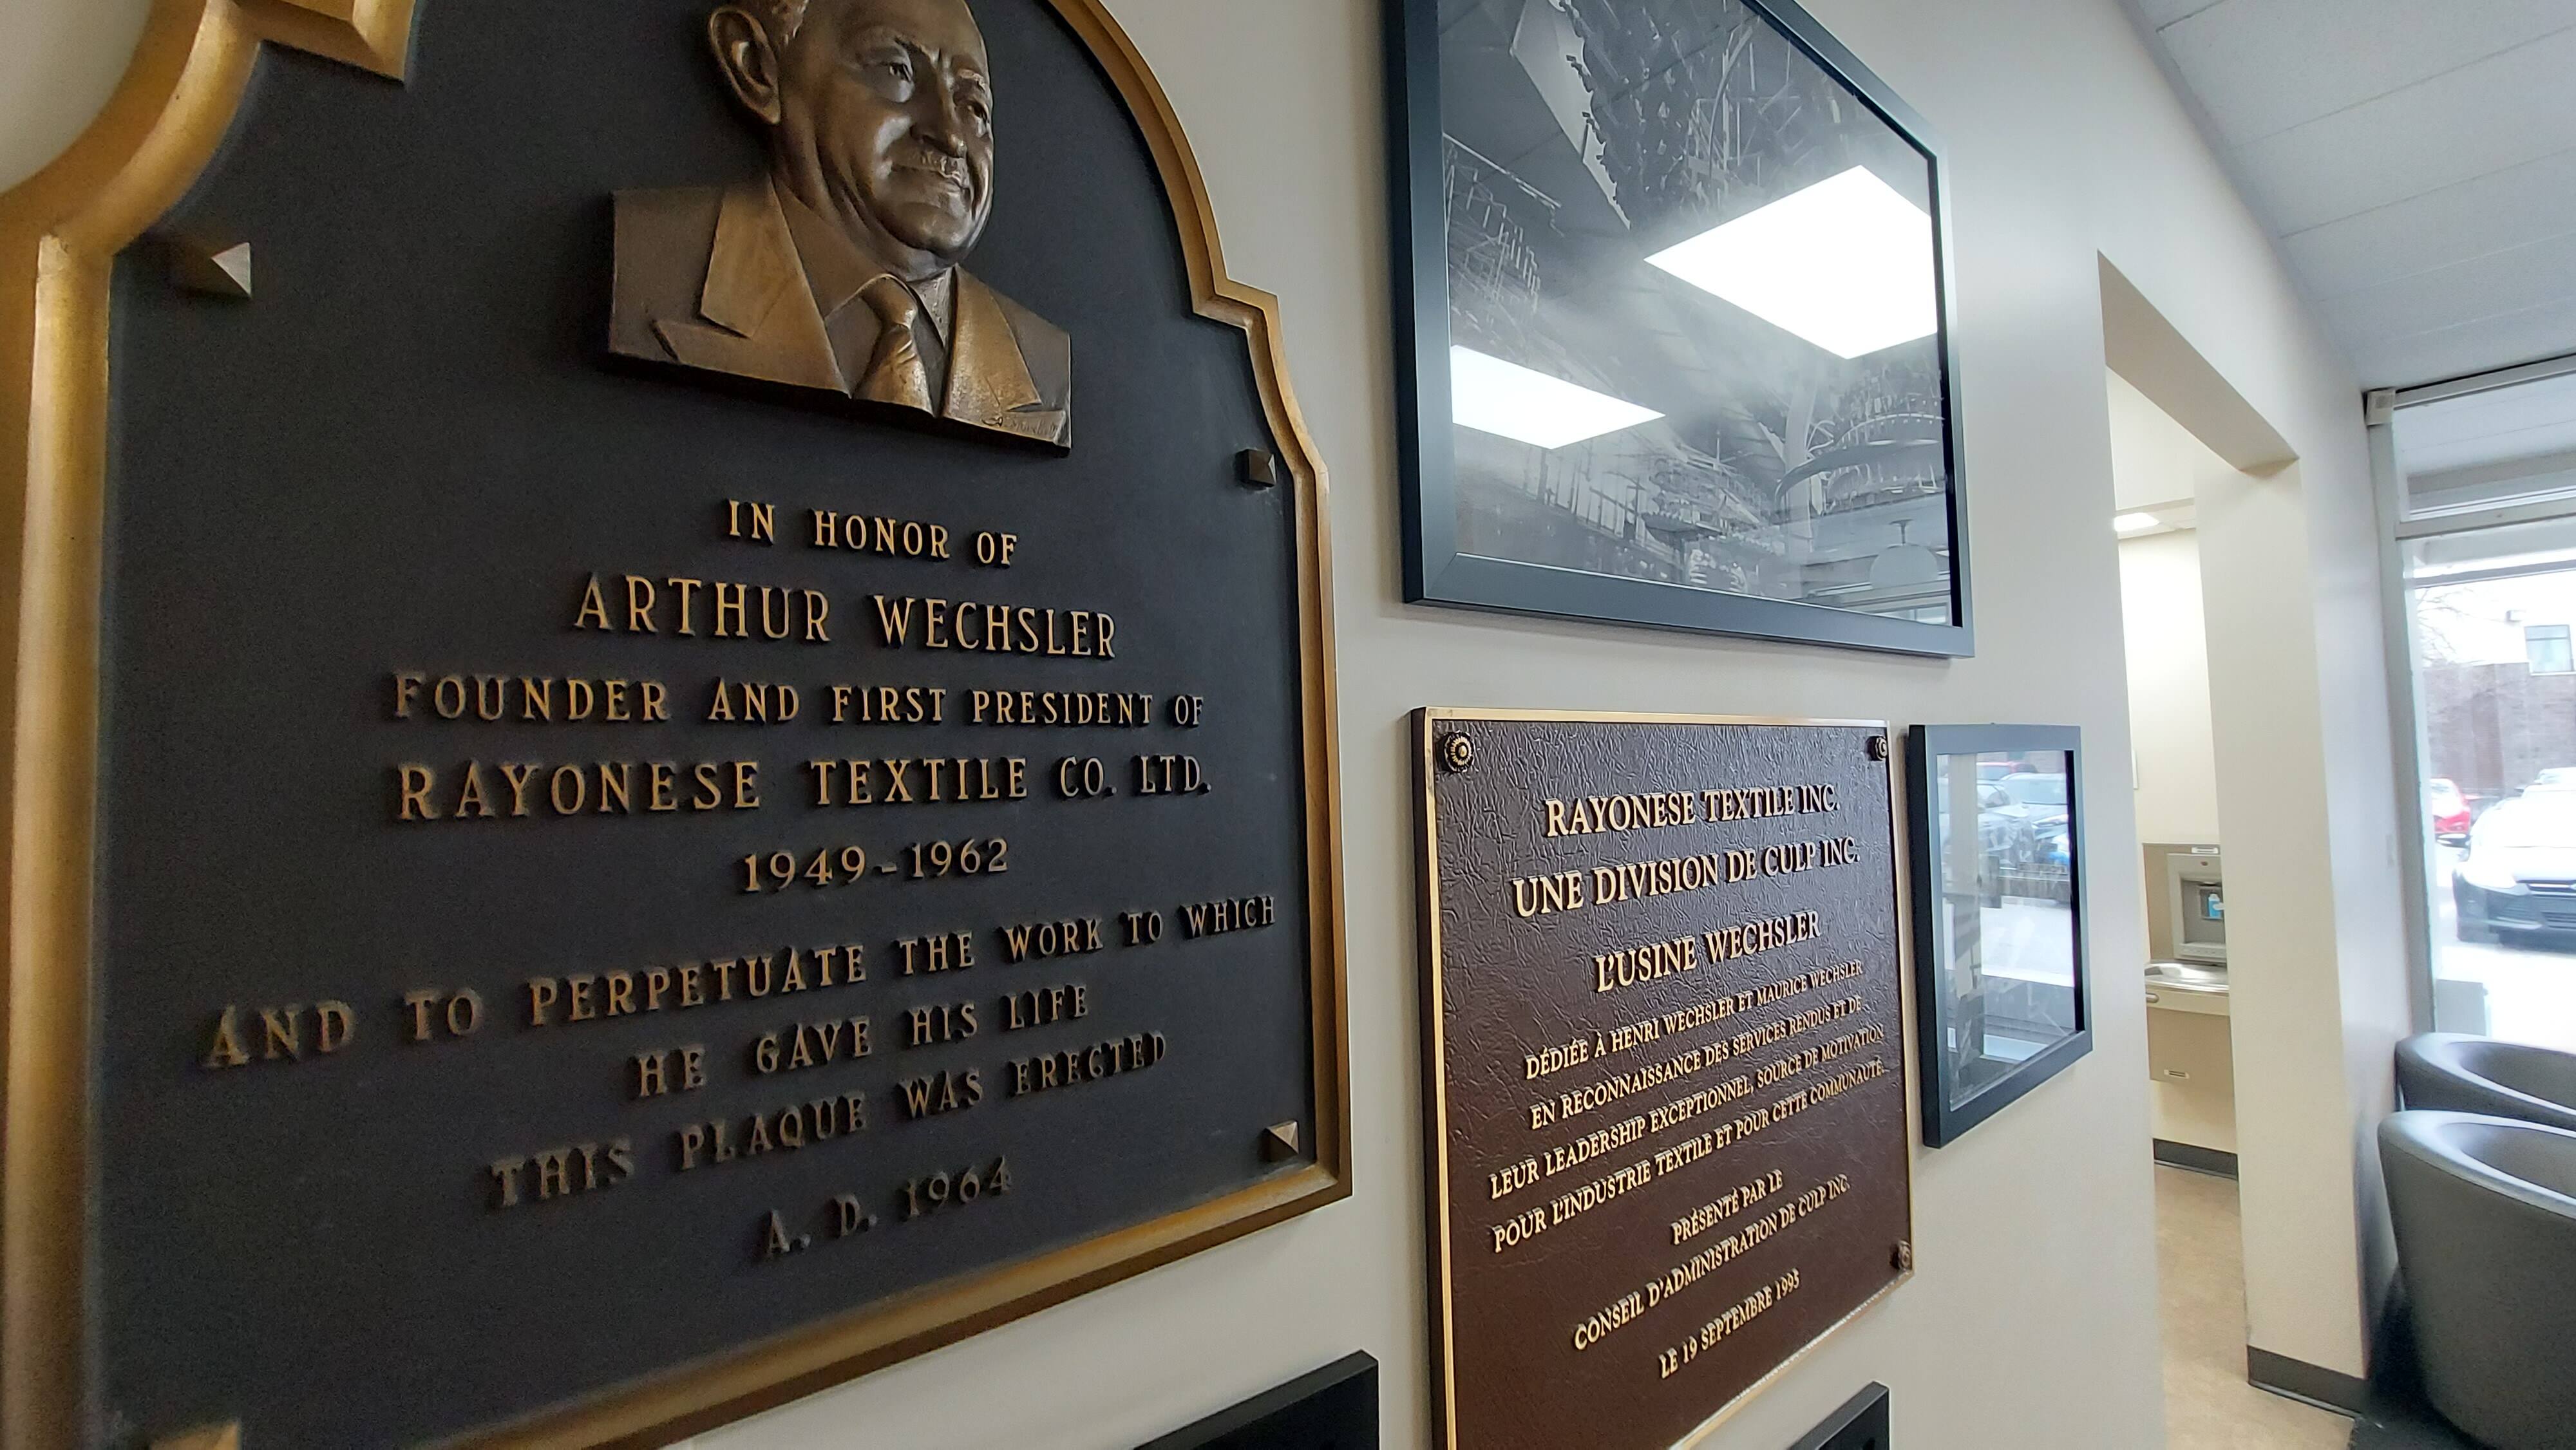 IN HONOR OF
ARTHUR WECHSLER
FOUNDER AND FIRST PRESIDENT OF
RAYONESE TEXTILE CO. LTD.
1949-1962
AND TO PERPETUATE THE WORK TO WHICH
HE GAVE HIS LIFE
THIS PLAQUE WAS ERECTED
A. D. 1964
RAYONESE TEXTILE INC.
UNE DIVISION DE CULP INC.
L'USINE WECHSLER
DÉDIÉE À HENRI WECHSLER ET MAURICE WECHSLER
EN RECONNAISSANCE DES SERVICES RENDUS ET DE
LEUR LEADERSHIP EXCEPTIONNEL, SOURCE DE MOTIVATION
POUR L'INDUSTRIE TEXTILE ET POUR CETTE COMMUNAUTÉ.
PRÉSENTÉ PAR LE
CONSEIL D'ADMINISTRATION DE CULP INC.
LE 19 SEPTEMBRE 1995